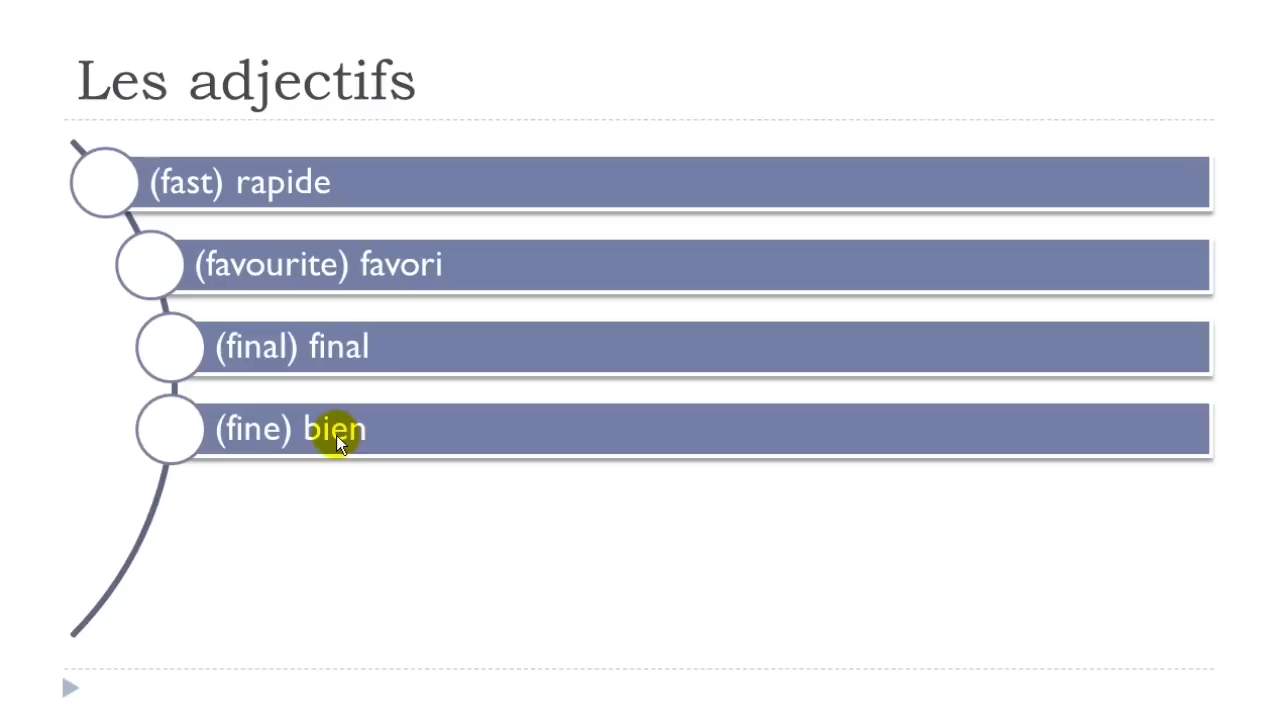 Les adjectifs
(fast) rapide
(favourite) favori
(final) final
(fine) bien